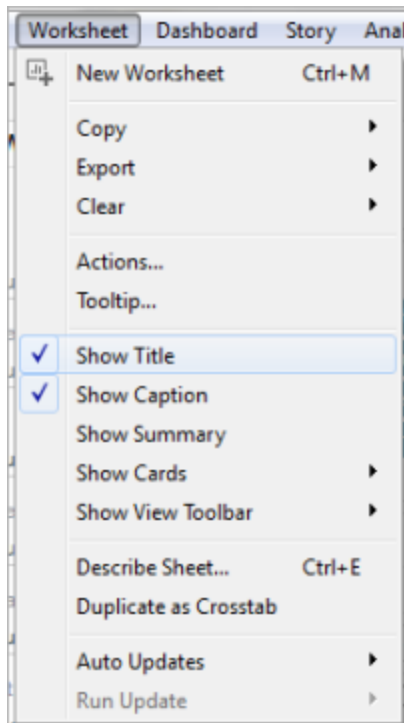 Worksheet Dashboard Story Anal
New Worksheet Ctrl+M
Copy
Export
Clear
Actions...
Tooltip...
Show Title
Show Caption
Show Summary
Show Cards
Show View Toolbar
Describe Sheet... Ctrl+E
Duplicate as Crosstab
Auto Updates
Run Update